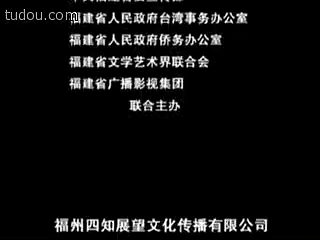 tudou.com
福建省人民政府台湾事务办公室
福建省人民政府侨务办公室
福建省文学艺术界联合会
福建省广播影视集团
联合主办
福州四知展望文化传播有限公司